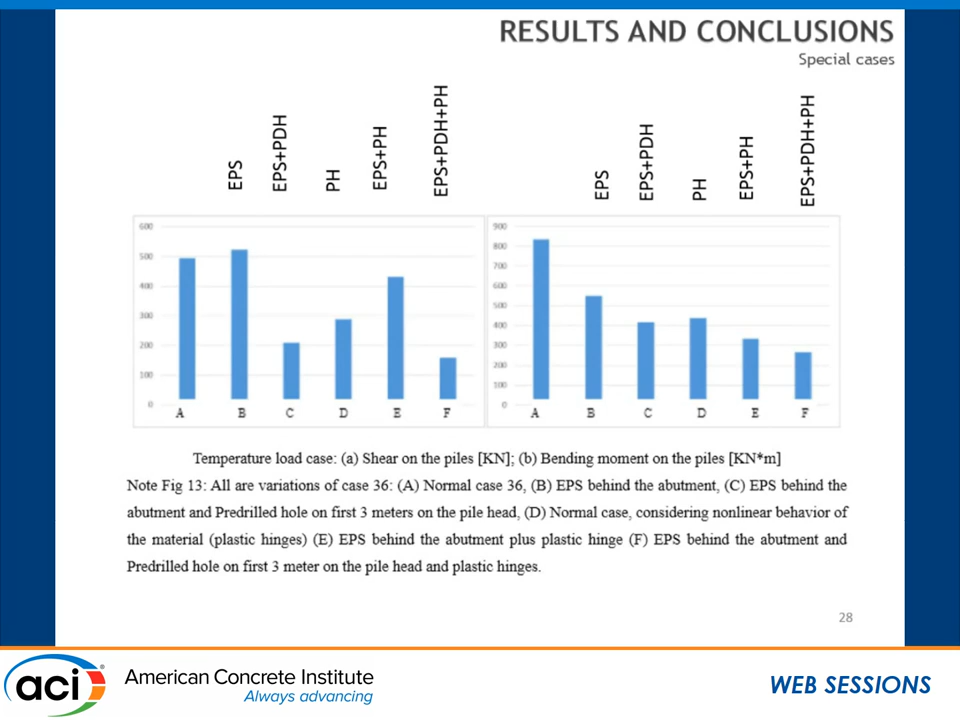 RESULTS AND CONCLUSIONS
Special cases
EPS
EPS+PDH
PH
EPS+PH
EPS+PDH+PH
EPS
EPS+PDH
PH
EPS+PH
EPS+PDH+PH
600
500
400
300
200
100
0
A B C D E F
900
800
700
600
500
400
300
200
100
0
A B C D E F
Temperature load case: (a) Shear on the piles [KN]; (b) Bending moment on the piles [KN*m]
Note Fig 13: All are variations of case 36: (A) Normal case 36, (B) EPS behind the abutment, (C) EPS behind the
abutment and Predrilled hole on first 3 meters on the pile head, (D) Normal case, considering nonlinear behavior of
the material (plastic hinges) (E) EPS behind the abutment plus plastic hinge (F) EPS behind the abutment and
Predrilled hole on first 3 meter on the pile head and plastic hinges.
28
aci®
American Concrete Institute
Always advancing
WEB SESSIONS